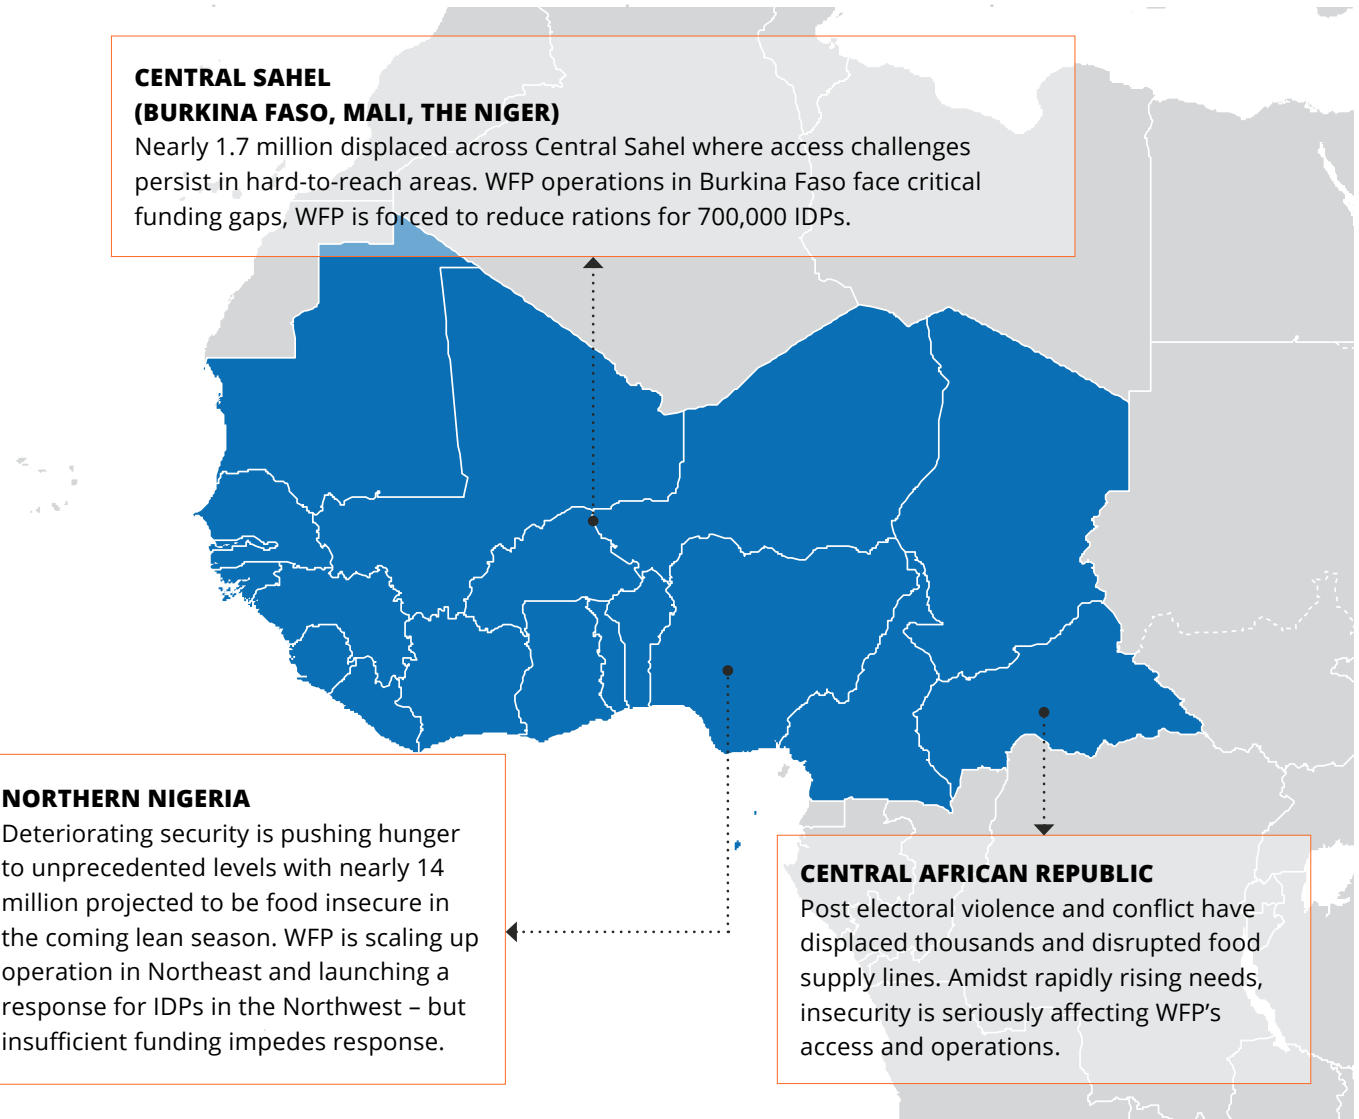 CENTRAL SAHEL
(BURKINA FASO, MALI, THE NIGER)
Nearly 1.7 million displaced across Central Sahel where access challenges
persist in hard-to-reach areas. WFP operations in Burkina Faso face critical
funding gaps, WFP is forced to reduce rations for 700,000 IDPs.
NORTHERN NIGERIA
Deteriorating security is pushing hunger
to unprecedented levels with nearly 14
million projected to be food insecure in
the coming lean season. WFP is scaling up
operation in Northeast and launching a
response for IDPs in the Northwest – but
insufficient funding impedes response.
CENTRAL AFRICAN REPUBLIC
Post electoral violence and conflict have
displaced thousands and disrupted food
supply lines. Amidst rapidly rising needs,
insecurity is seriously affecting WFP’s
access and operations.